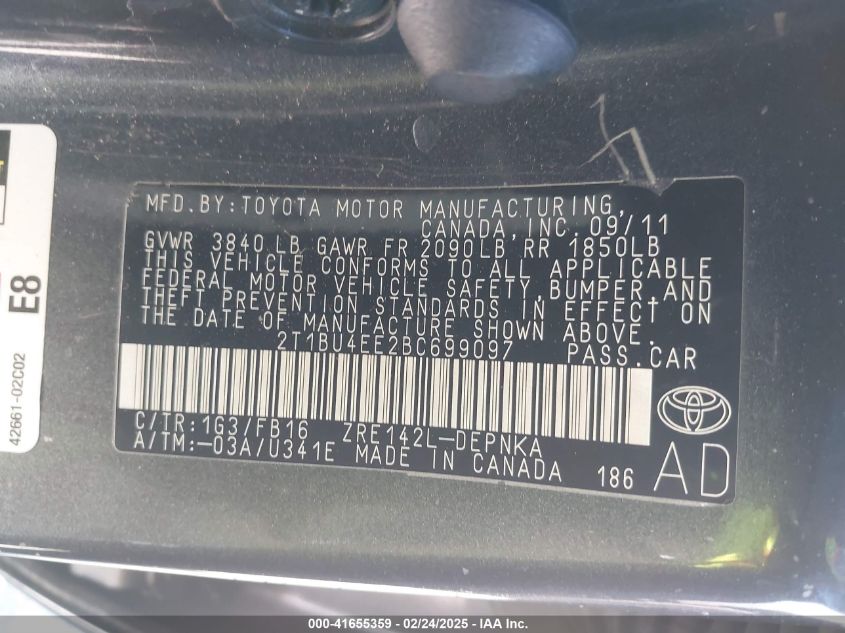 MFD. BY: TOYOTA MOTOR MANUFACTURING,
CANADA, INC. 09/11
GVWR 3840 LB GAWR FR 2090LB RR 1850LB
THIS VEHICLE CONFORMS TO ALL APPLICABLE
FEDERAL MOTOR VEHICLE SAFETY, BUMPER, AND
THEFT PREVENTION STANDARDS IN EFFECT ON
THE DATE OF MANUFACTURE SHOWN ABOVE.
2T1BU4EE2BC699097 PASS. CAR
C/TR: 1G3/FB16 ZRE142L-DEPNKA
A/TM: -03A/U341E MADE IN CANADA 186 AD
E8
42661-02C02
000-41655359 - 02/24/2025 - IAA Inc.